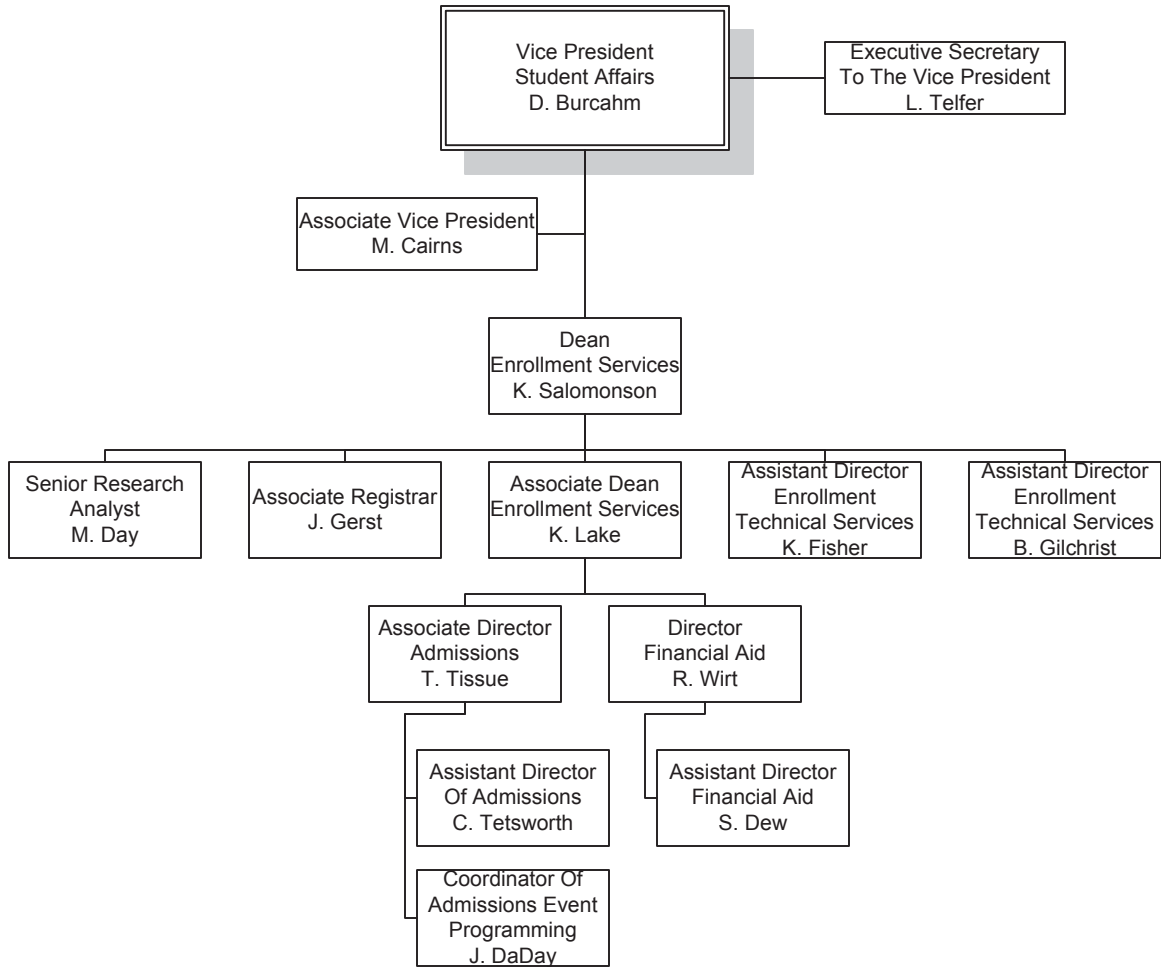 Vice President
Student Affairs
D. Burcahm
Executive Secretary
To The Vice President
L. Telfer
Associate Vice President
M. Cairns
Dean
Enrollment Services
K. Salomonson
Senior Research
Analyst
M. Day
Associate Registrar
J. Gerst
Associate Dean
Enrollment Services
K. Lake
Assistant Director
Enrollment
Technical Services
K. Fisher
Assistant Director
Enrollment
Technical Services
B. Gilchrist
Associate Director
Admissions
T. Tissue
Director
Financial Aid
R. Wirt
Assistant Director
Of Admissions
C. Tetsworth
Assistant Director
Financial Aid
S. Dew
Coordinator Of
Admissions Event
Programming
J. DaDay